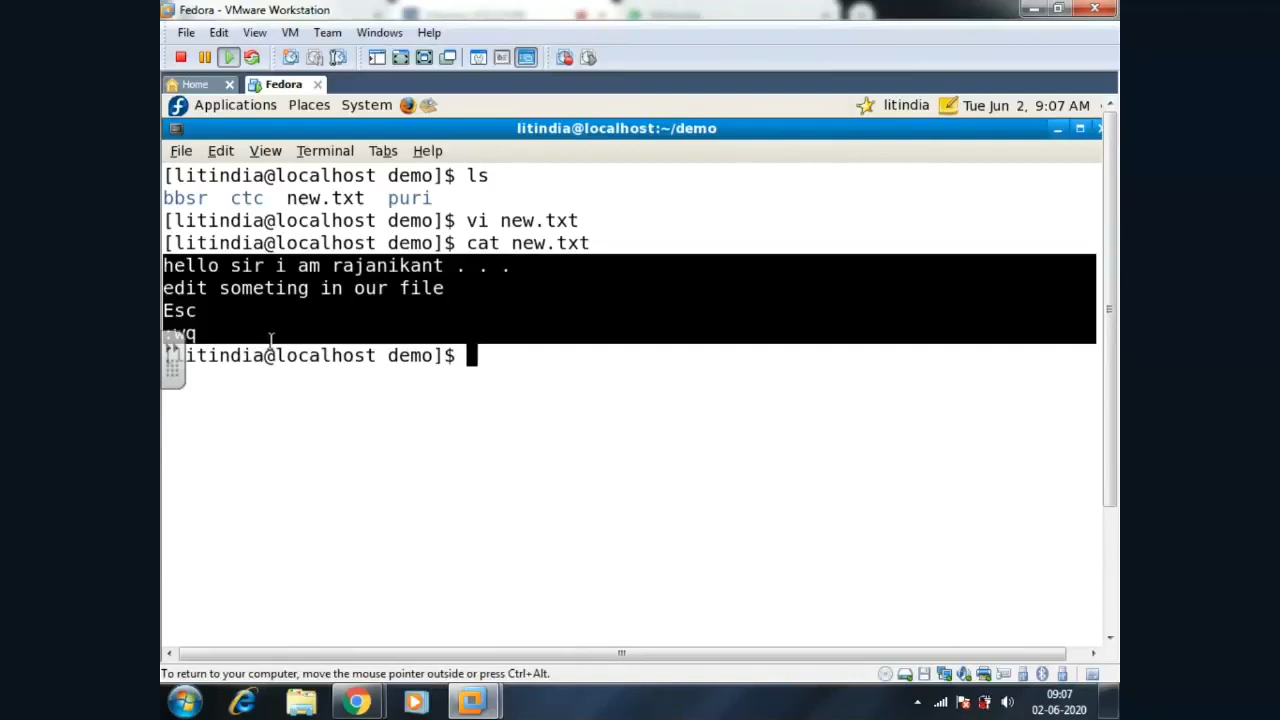 Fedora - VMware Workstation
File Edit View VM Team Windows Help
Home Fedora
Applications Places System litindia Tue Jun 2, 9:07 AM
litindia@localhost:~/demo
File Edit View Terminal Tabs Help
[litindia@localhost demo]$ ls
bbsr ctc new.txt puri
[litindia@localhost demo]$ vi new.txt
[litindia@localhost demo]$ cat new.txt
hello sir i am rajanikant . . .
edit someting in our file
Esc
:wq
[litindia@localhost demo]$
To return to your computer, move the mouse pointer outside or press Ctrl+Alt.
09:07
02-06-2020